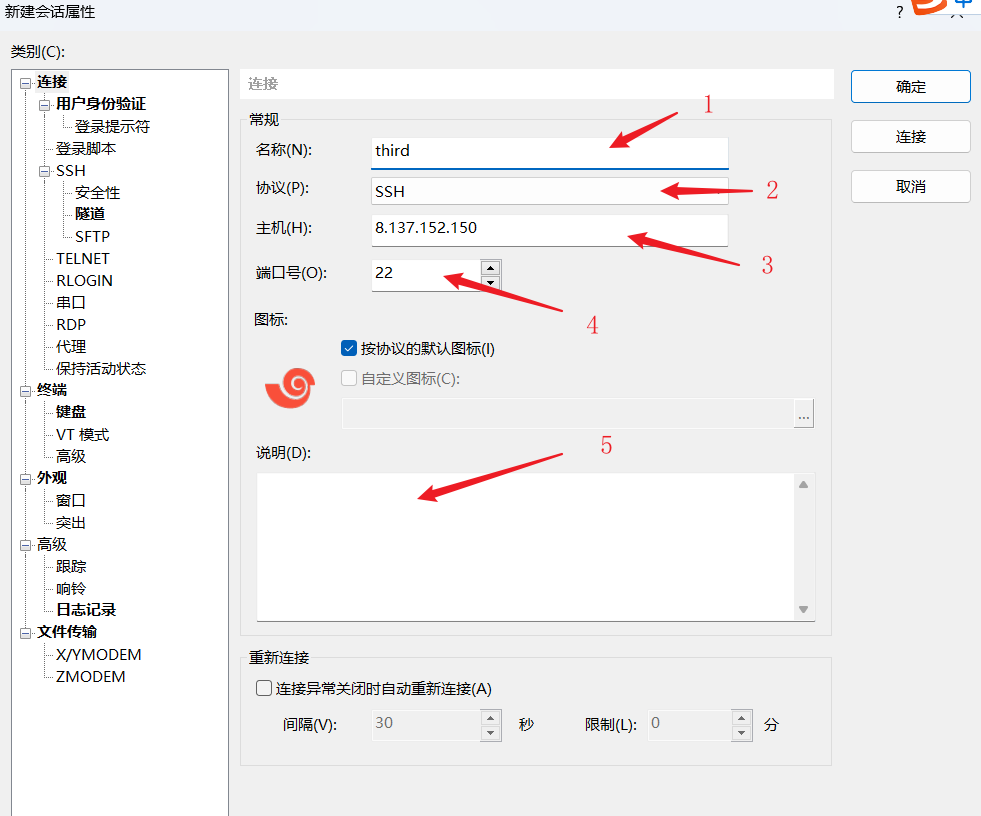 新建会话属性
?
中
类别(C):
连接
用户身份验证
登录提示符
登录脚本
SSH
安全性
隧道
SFTP
TELNET
RLOGIN
串口
RDP
代理
保持活动状态
终端
键盘
VT 模式
高级
外观
窗口
突出
高级
跟踪
响铃
日志记录
文件传输
X/YMODEM
ZMODEM
连接
常规
名称(N): third
1
协议(P): SSH
2
主机(H): 8.137.152.150
3
端口号(O): 22
4
图标:
按协议的默认图标(I)
自定义图标(C):
...
说明(D):
5
重新连接
连接异常关闭时自动重新连接(A)
间隔(V): 30 秒 限制(L): 0 分
确定
连接
取消